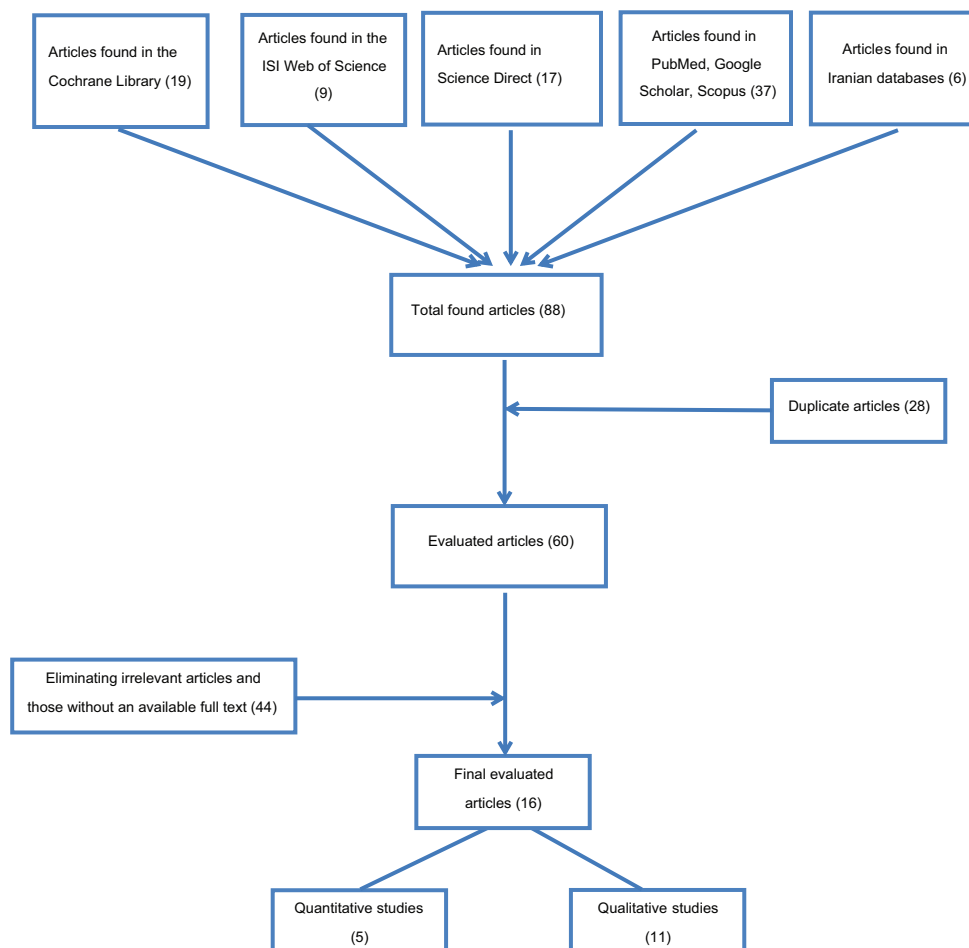 Articles found in the
Cochrane Library (19)
Articles found in the
ISI Web of Science
(9)
Articles found in
Science Direct (17)
Articles found in
PubMed, Google
Scholar, Scopus (37)
Articles found in
Iranian databases (6)
Total found articles (88)
Duplicate articles (28)
Evaluated articles (60)
Eliminating irrelevant articles and
those without an available full text (44)
Final evaluated
articles (16)
Quantitative studies
(5)
Qualitative studies
(11)